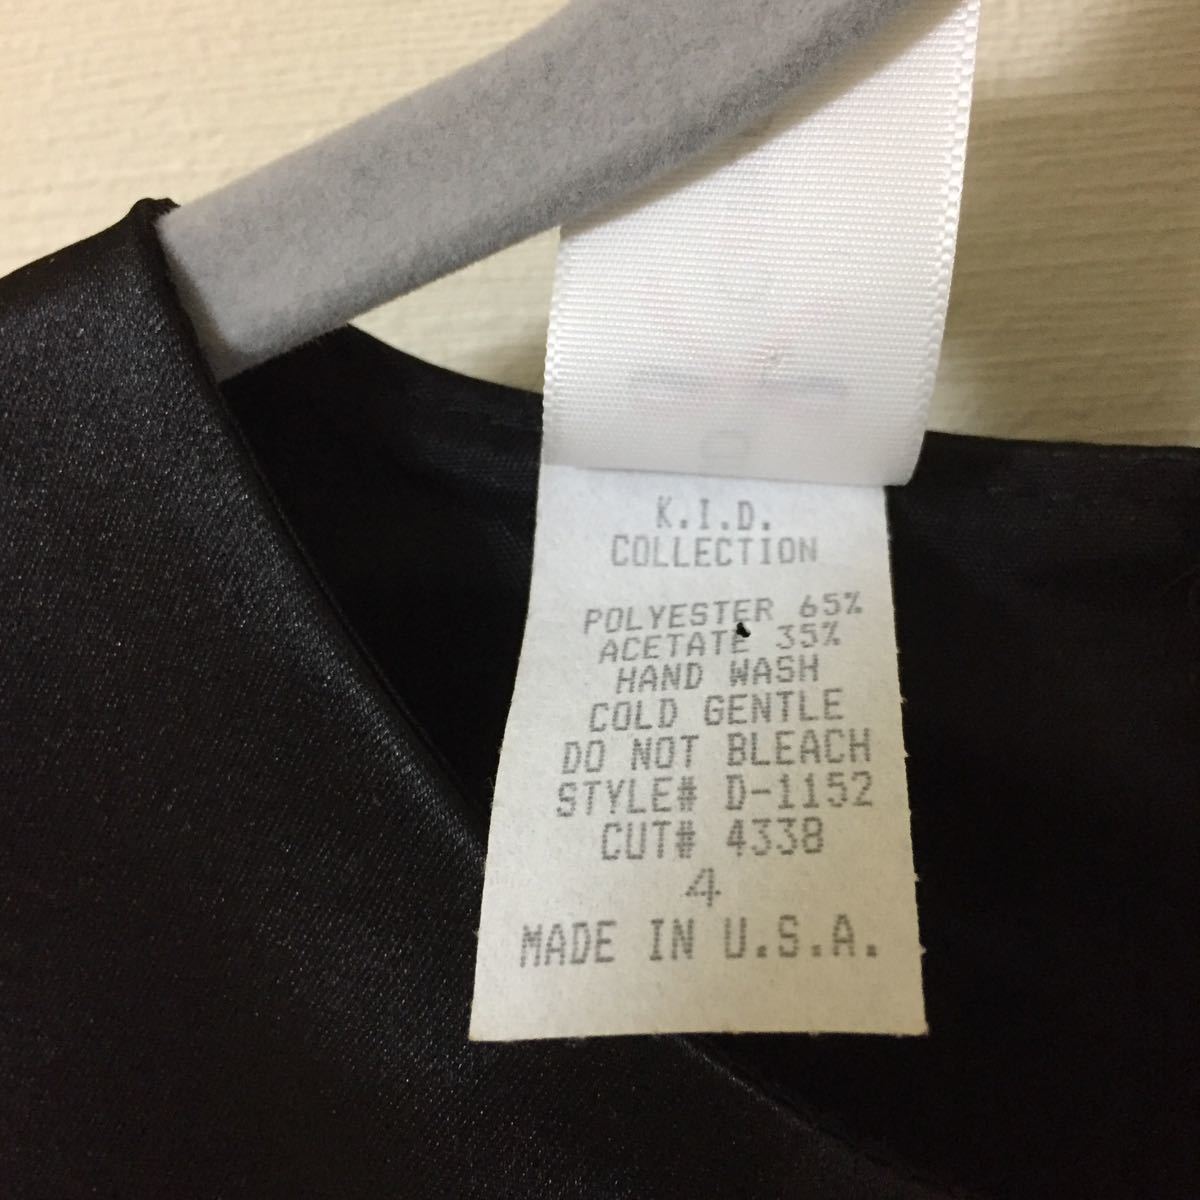 K.I.D.
COLLECTION
POLYESTER 65%
ACETATE 35%
HAND WASH
COLD GENTLE
DO NOT BLEACH
STYLE# D-1152
CUT# 4338
4
MADE IN U.S.A.